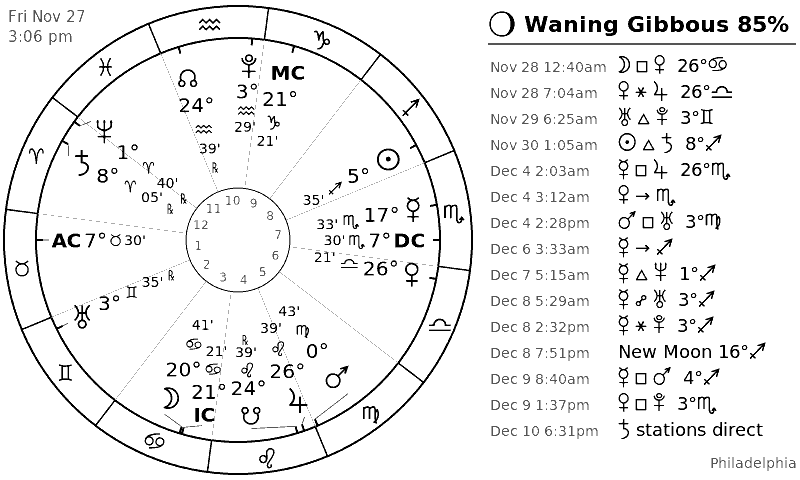 Fri Nov 27
3:06 pm
♒
♑
♓
♐
♈
♏
♉
♎
♊
♍
♋
♌
☊ 24° ♒ 39' ℞
♇ 3° ♒ 29'
MC 21° ♑ 21'
♆ 1° ♈ 40' ℞
♄ 8° ♈ 05' ℞
☉ 5° ♐ 35'
☿ 17° ♏ 33'
AC 7° ♉ 30'
DC 7° ♏ 30'
♀ 26° ♎ 21'
♅ 3° ♊ 35' ℞
☽ 20° ♋ 41'
IC 21° ♋ 21'
☋ 24° ♌ 39' ℞
♃ 26° ♌ 39'
♂ 0° ♍ 43'
1
2
3
4
5
6
7
8
9
10
11
12
Waning Gibbous 85%
Nov 28 12:40am ☽ □ ♀ 26°♋
Nov 28 7:04am ♀ ⚹ ♃ 26°♎
Nov 29 6:25am ♅ △ ♇ 3°♊
Nov 30 1:05am ☉ △ ♄ 8°♐
Dec 4 2:03am ☿ □ ♃ 26°♏
Dec 4 3:12am ♀ → ♏
Dec 4 2:28pm ♂ □ ♅ 3°♍
Dec 6 3:33am ☿ → ♐
Dec 7 5:15am ☿ △ ♆ 1°♐
Dec 8 5:29am ☿ ☍ ♅ 3°♐
Dec 8 2:32pm ☿ ⚹ ♇ 3°♐
Dec 8 7:51pm New Moon 16°♐
Dec 9 8:40am ☿ □ ♂ 4°♐
Dec 9 1:37pm ♀ □ ♇ 3°♏
Dec 10 6:31pm ♄ stations direct
Philadelphia